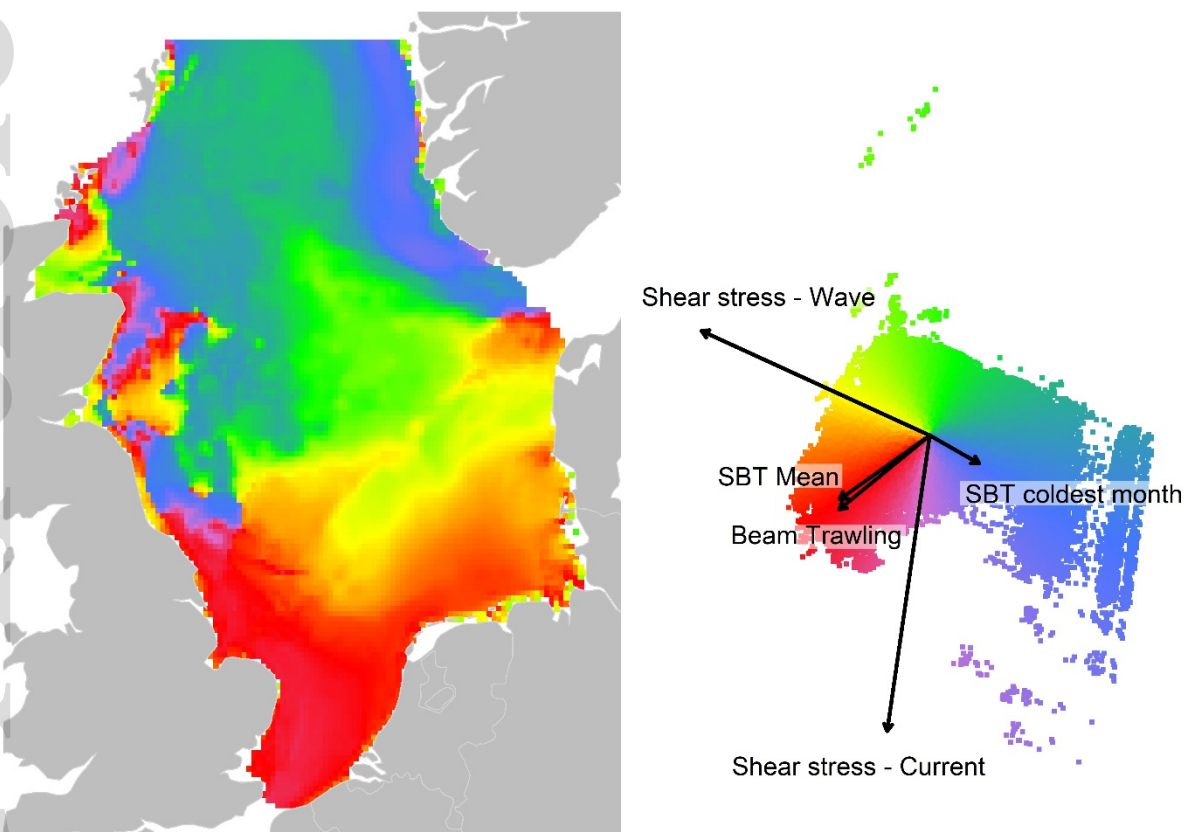 Shear stress - Wave
SBT Mean
SBT coldest month
Beam Trawling
Shear stress - Current